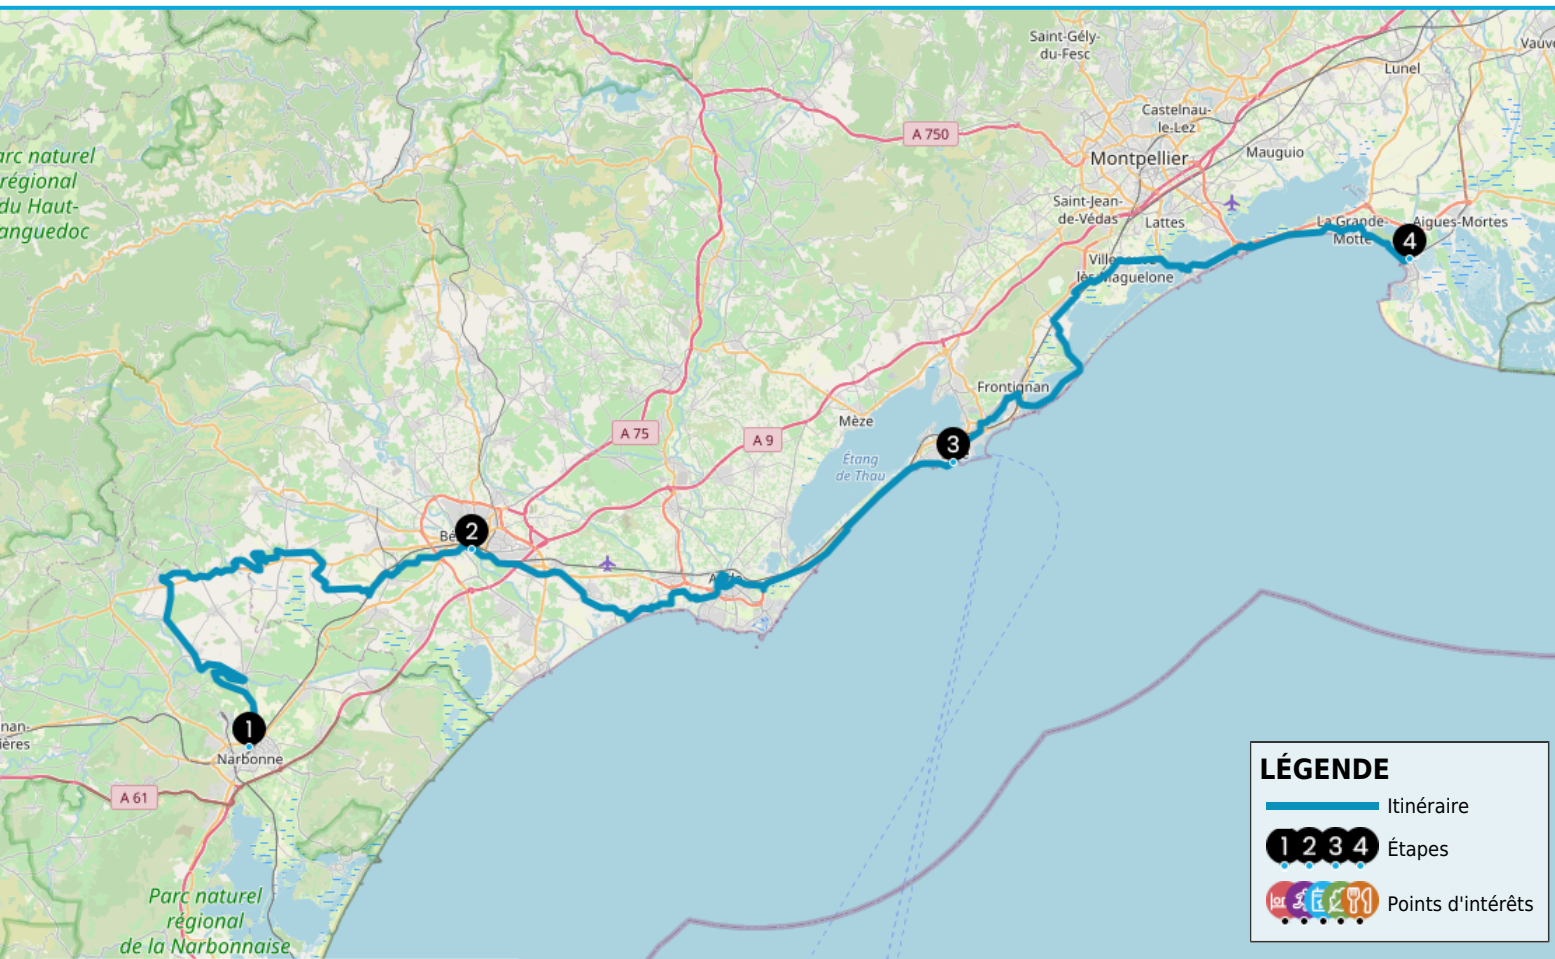 Saint-Gély-
du-Fesc
Vauv
Lunel
Castelnau-
le-Lez
A 750
Montpellier
Mauguio
arc naturel
régional
du Haut-
anguedoc
Saint-Jean-
de-Védas
Lattes
La Grande-
Motte
Aigues-Mortes
4
lès-Maguelone
Frontignan
Mèze
A 75
A 9
3
Étang
de Thau
2
1
Narbonne
nan-
ières
A 61
Parc naturel
régional
de la Narbonnaise
LÉGENDE
Itinéraire
1 2 3 4
Étapes
Points d'intérêts